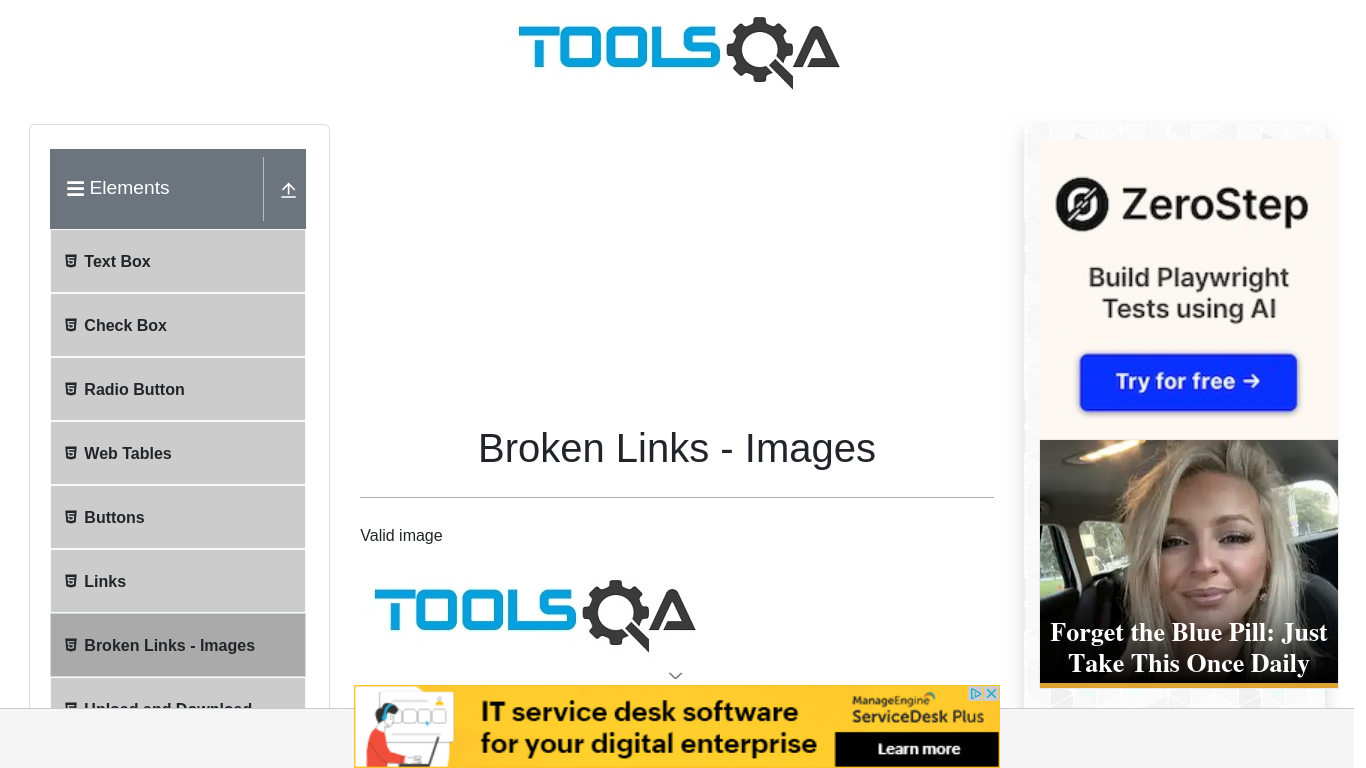 TOOLSQA
Elements
Text Box
Check Box
Radio Button
Web Tables
Buttons
Links
Broken Links - Images
Upload and Download
Broken Links - Images
Valid image
TOOLSQA
ZeroStep
Build Playwright
Tests using AI
Try for free →
Forget the Blue Pill: Just
Take This Once Daily
IT service desk software
for your digital enterprise
ManageEngine
ServiceDesk Plus
Learn more